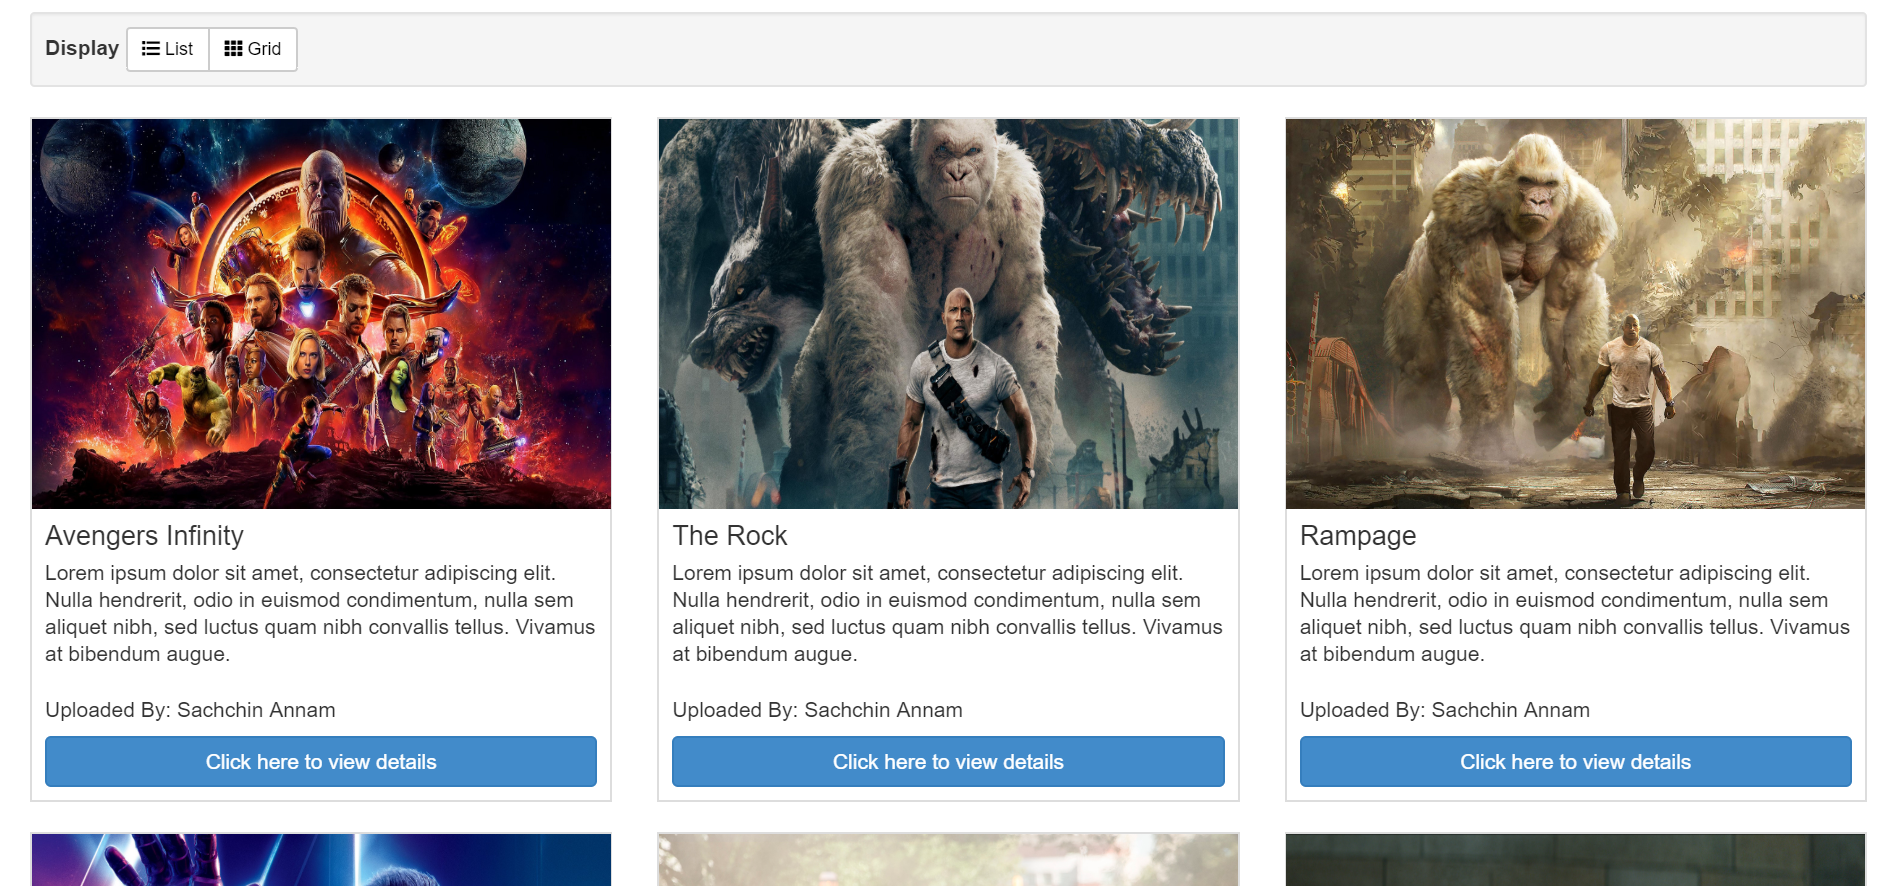 Display List Grid
Avengers Infinity
Lorem ipsum dolor sit amet, consectetur adipiscing elit.
Nulla hendrerit, odio in euismod condimentum, nulla sem
aliquet nibh, sed luctus quam nibh convallis tellus. Vivamus
at bibendum augue.
Uploaded By: Sachchin Annam
Click here to view details
The Rock
Lorem ipsum dolor sit amet, consectetur adipiscing elit.
Nulla hendrerit, odio in euismod condimentum, nulla sem
aliquet nibh, sed luctus quam nibh convallis tellus. Vivamus
at bibendum augue.
Uploaded By: Sachchin Annam
Click here to view details
Rampage
Lorem ipsum dolor sit amet, consectetur adipiscing elit.
Nulla hendrerit, odio in euismod condimentum, nulla sem
aliquet nibh, sed luctus quam nibh convallis tellus. Vivamus
at bibendum augue.
Uploaded By: Sachchin Annam
Click here to view details